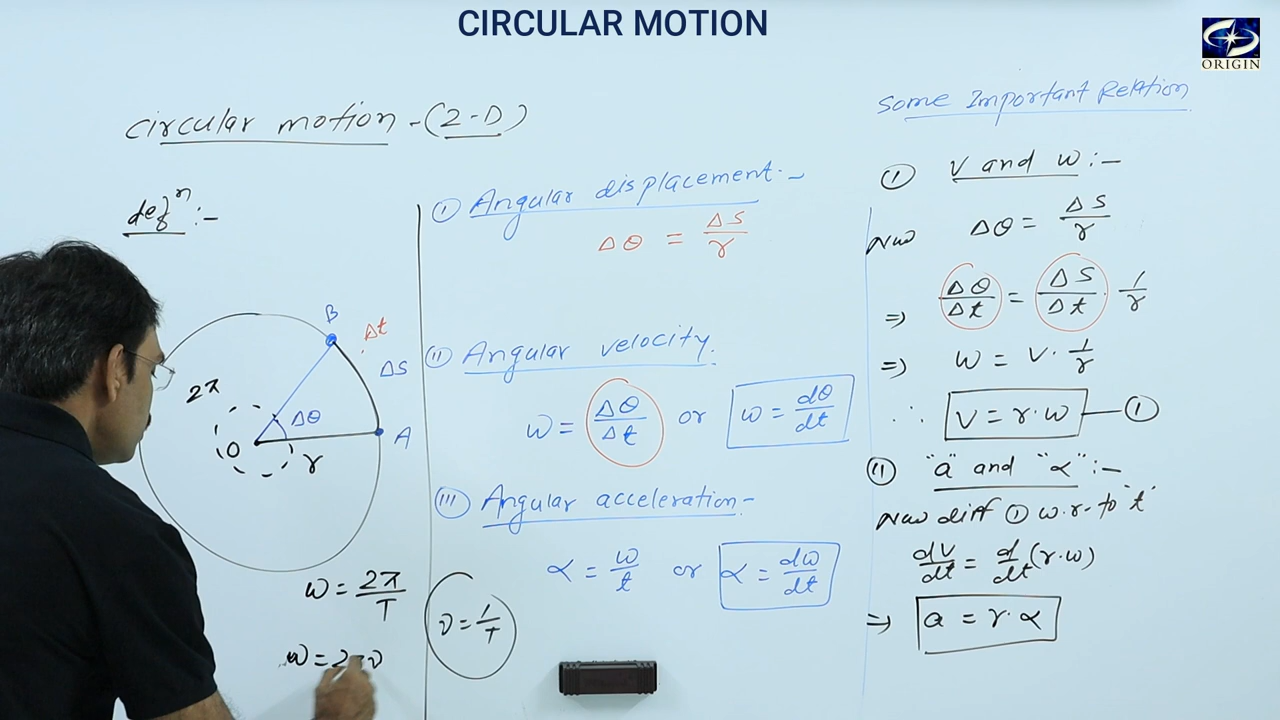 CIRCULAR MOTION
ORIGIN
circular motion - (2-D)
defⁿ :-
B
Δt
ΔS
2π
Δθ
O
r
A
ω = 2π/T
ν = 1/T
ω = 2πν
(I) Angular displacement :-
Δθ = ΔS/r
(II) Angular velocity :
ω = Δθ/Δt or ω = dθ/dt
(III) Angular acceleration -
α = ω/t or α = dω/dt
Some Important Relation
(I) V and ω :-
Now Δθ = ΔS/r
⇒ Δθ/Δt = ΔS/Δt · 1/r
⇒ ω = V · 1/r
∴ V = r·ω — (1)
(II) "a" and "α" :-
Now diff (1) w.r. to 't'
dV/dt = d/dt (r·ω)
⇒ a = r·α